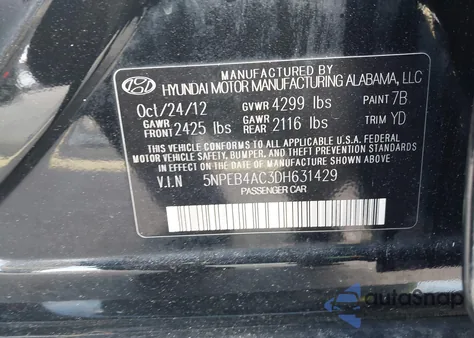 MANUFACTURED BY
HYUNDAI MOTOR MANUFACTURING ALABAMA, LLC
Oct/24/12 GVWR 4299 lbs PAINT 7B
GAWR FRONT 2425 lbs GAWR REAR 2116 lbs TRIM YD
THIS VEHICLE CONFORMS TO ALL APPLICABLE U.S.A FEDERAL
MOTOR VEHICLE SAFETY, BUMPER, AND THEFT PREVENTION STANDARDS
IN EFFECT ON THE DATE OF MANUFACTURE SHOWN ABOVE.
V.I.N 5NPEB4AC3DH631429
PASSENGER CAR
autoSnap